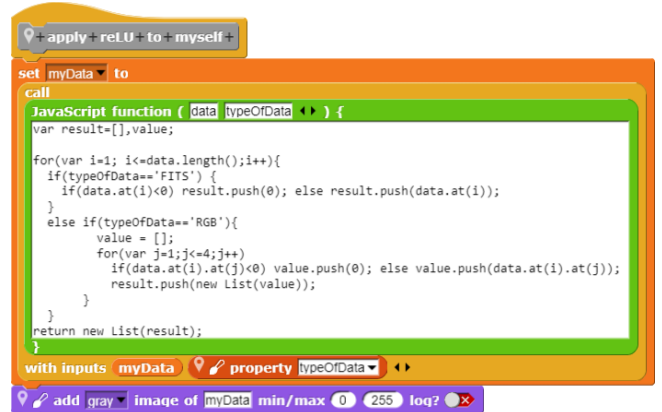 + apply + reLU + to + myself +
set myData to
call
JavaScript function ( data typeOfData ) {
var result=[],value;
for(var i=1; i<=data.length();i++){
if(typeOfData=='FITS') {
if(data.at(i)<0) result.push(0); else result.push(data.at(i));
}
else if(typeOfData=='RGB'){
value = [];
for(var j=1;j<=4;j++)
if(data.at(i).at(j)<0) value.push(0); else value.push(data.at(i).at(j));
result.push(new List(value));
}
}
return new List(result);
}
with inputs myData property typeOfData
add gray image of myData min/max 0 255 log?